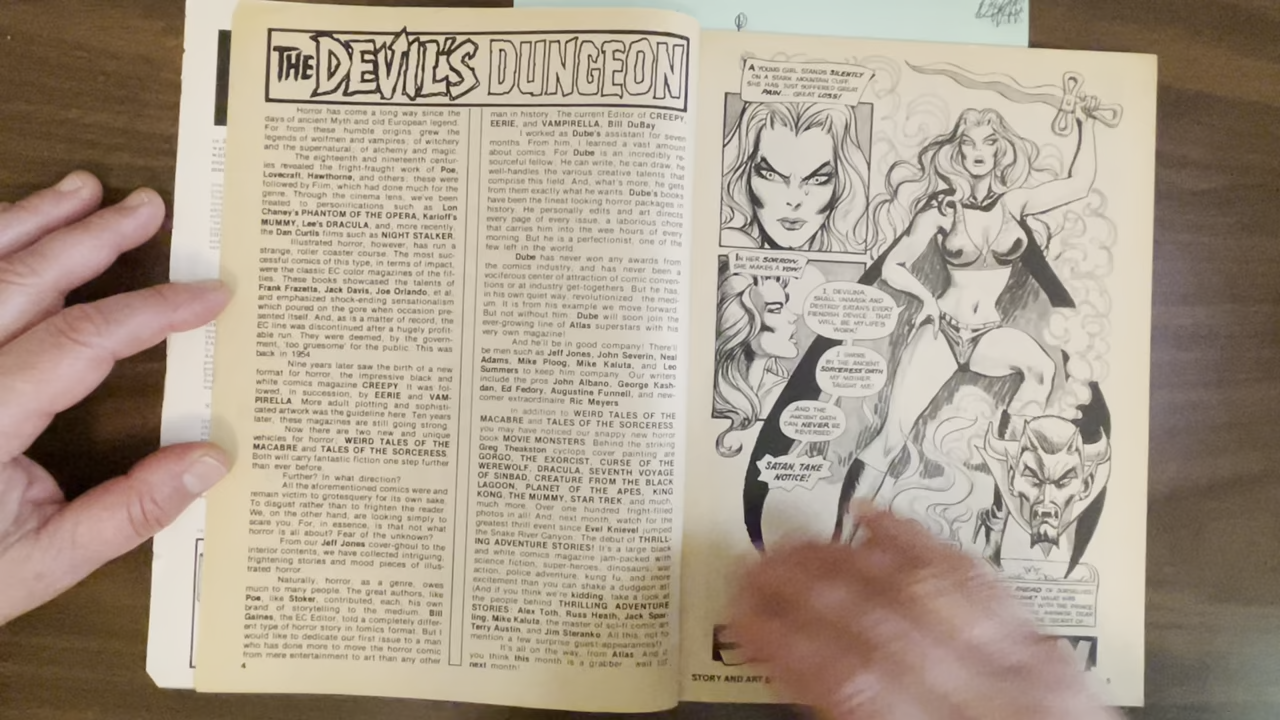 THE DEVIL'S DUNGEON
Horror has come a long way since the
days of ancient Myth and old European legend.
For from these humble origins grew the
legends of wolfmen and vampires; of witchery
and the supernatural; of alchemy and magic.
The eighteenth and nineteenth centur-
ies revealed the fright-fraught work of Poe,
Lovecraft, Hawthorne, and others; these were
followed by Film, which had done much for the
genre. Through the cinema lens, we've been
treated to personifications such as Lon
Chaney's PHANTOM OF THE OPERA, Karloff's
MUMMY, Lee's DRACULA, and, more recently,
the Dan Curtis films such as NIGHT STALKER.
Illustrated horror, however, has run a
strange, roller coaster course. The most suc-
cessful comics of this type, in terms of impact,
were the classic EC color magazines of the fif-
ties. These books showcased the talents of
Frank Frazetta, Jack Davis, Joe Orlando, et al.
and emphasized shock-ending sensationalism
which poured on the gore when occasion pre-
sented itself. And, as is a matter of record, the
EC line was discontinued after a hugely profit-
able run. They were deemed, by the govern-
ment, "too gruesome" for the public. This was
back in 1954
Nine years later saw the birth of a new
format for horror, the impressive black and
white comics magazine CREEPY. It was fol-
lowed, in succession, by EERIE and VAM-
PIRELLA. More adult plotting and sophisti-
cated artwork was the guideline here. Ten years
later, these magazines are still going strong.
Now there are two new and unique
vehicles for horror; WEIRD TALES OF THE
MACABRE and TALES OF THE SORCERESS.
Both will carry fantastic fiction one step further
than ever before.
Further? In what direction?
All the aforementioned comics were and
remain victim to grotesquery for its own sake.
To disgust rather than to frighten the reader
We, on the other hand, are looking simply to
scare you. For, in essence, is that not what
horror is all about? Fear of the unknown?
From our Jeff Jones cover-ghoul to the
interior contents, we have collected intriguing,
frightening stories and mood pieces of illus-
trated horror.
Naturally, horror, as a genre, owes
much to many people. The great authors, like
Poe, like Stoker, contributed, each, his own
brand of storytelling to the medium. Bill
Gaines, the EC Editor, told a completely differ-
ent type of horror story in comics format. But I
would like to dedicate our first issue to a man
who has done more to move the horror comic
from mere entertainment to art than any other
4
man in history. The current Editor of CREEPY,
EERIE, and VAMPIRELLA, Bill DuBay
I worked as Dube's assistant for seven
months. From him, I learned a vast amount
about comics. For Dube is an incredibly re-
sourceful fellow. He can write, he can draw, he
well-handles the various creative talents that
comprise this field. And, what's more, he gets
from them exactly what he wants. Dube's books
have been the finest looking horror packages in
history. He personally edits and art directs
every page of every issue, a laborious chore
that carries him into the wee hours of every
morning. But he is a perfectionist, one of the
few left in the world.
Dube has never won any awards from
the comics industry, and has never been a
vociferous center of attraction at comic conven-
tions or at industry get-togethers. But he has,
in his own quiet way, revolutionized the medi-
um. It is from his example we move forward.
But not without him: Dube will soon join the
ever-growing line of Atlas superstars with his
very own magazine!
And he'll be in good company! There'll
be men such as Jeff Jones, John Severin, Neal
Adams, Mike Ploog, Mike Kaluta, and Leo
Summers to keep him company. Our writers
include the pros John Albano, George Kash-
dan, Ed Fedory, Augustine Funnell, and new-
comer extraordinaire Ric Meyers
In addition to WEIRD TALES OF THE
MACABRE and TALES OF THE SORCERESS
you may have noticed our snappy new horror
book MOVIE MONSTERS. Behind the striking
Greg Theakston cyclops cover painting are
GORGO, THE EXORCIST, CURSE OF THE
WEREWOLF, DRACULA, SEVENTH VOYAGE
OF SINBAD, CREATURE FROM THE BLACK
LAGOON, PLANET OF THE APES, KING
KONG, THE MUMMY, STAR TREK, and much,
much more. Over one hundred fright-filled
photos in all! And, next month, watch for the
greatest thrill event since Evel Knievel jumped
the Snake River Canyon. The debut of THRILL-
ING ADVENTURE STORIES! It's a large black
and white comics magazine jam-packed with
science fiction, super-heroes, dinosaurs, war
action, police adventure, kung fu, and more
excitement than you can shake a dudgeon at!
(And if you think we're kidding, take a look at
the people behind THRILLING ADVENTURE
STORIES: Alex Toth, Russ Heath, Jack Spar-
ling, Mike Kaluta, the master of sci-fi comic art
Terry Austin, and Jim Steranko. All this, not to
mention a few surprise guest-appearances!)
It's all on the way, from Atlas. And if
you think this month is a grabber wait till
next month!
A YOUNG GIRL STANDS SILENTLY
ON A STARK MOUNTAIN CLIFF.
SHE HAS JUST SUFFERED GREAT
PAIN... GREAT LOSS!
IN HER SORROW,
SHE MAKES A VOW!
I, DEVILINA,
SHALL UNMASK AND
DESTROY SATAN'S EVERY
FIENDISH DEVICE...THAT
WILL BE MY LIFE'S
WORK!
I SWEAR
BY THE ANCIENT
SORCERESS' OATH
MY MOTHER
TAUGHT ME!
...AND THE
ANCIENT OATH
CAN NEVER BE
REVERSED!
SATAN, TAKE
NOTICE!
STORY AND ART
5